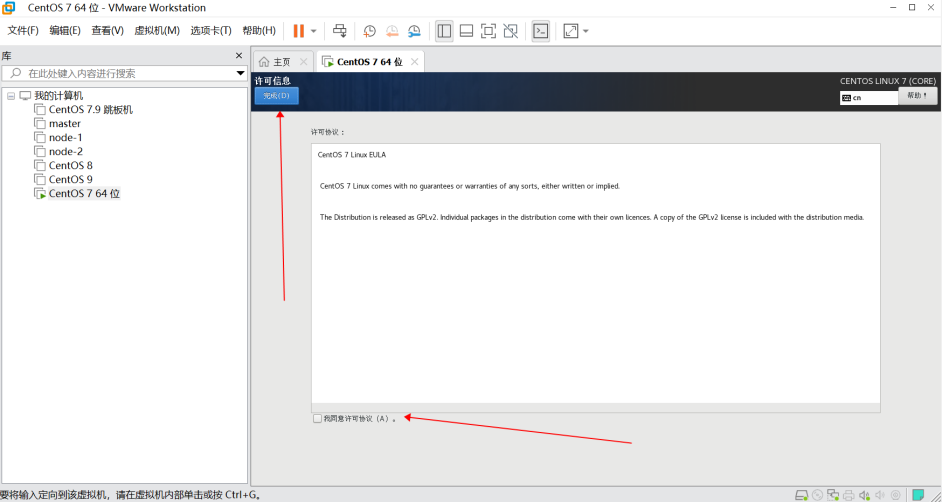 CentOS 7 64 位 - VMware Workstation
文件(F) 编辑(E) 查看(V) 虚拟机(M) 选项卡(T) 帮助(H)
库
在此处键入内容进行搜索
我的计算机
CentOS 7.9 跳板机
master
node-1
node-2
CentOS 8
CentOS 9
CentOS 7 64 位
主页
CentOS 7 64 位
许可信息
完成(D)
CENTOS LINUX 7 (CORE)
cn
帮助！
许可协议：
CentOS 7 Linux EULA
CentOS 7 Linux comes with no guarantees or warranties of any sorts, either written or implied.
The Distribution is released as GPLv2. Individual packages in the distribution come with their own licences. A copy of the GPLv2 license is included with the distribution media.
我同意许可协议（A）。
要将输入定向到该虚拟机，请在虚拟机内部单击或按 Ctrl+G。